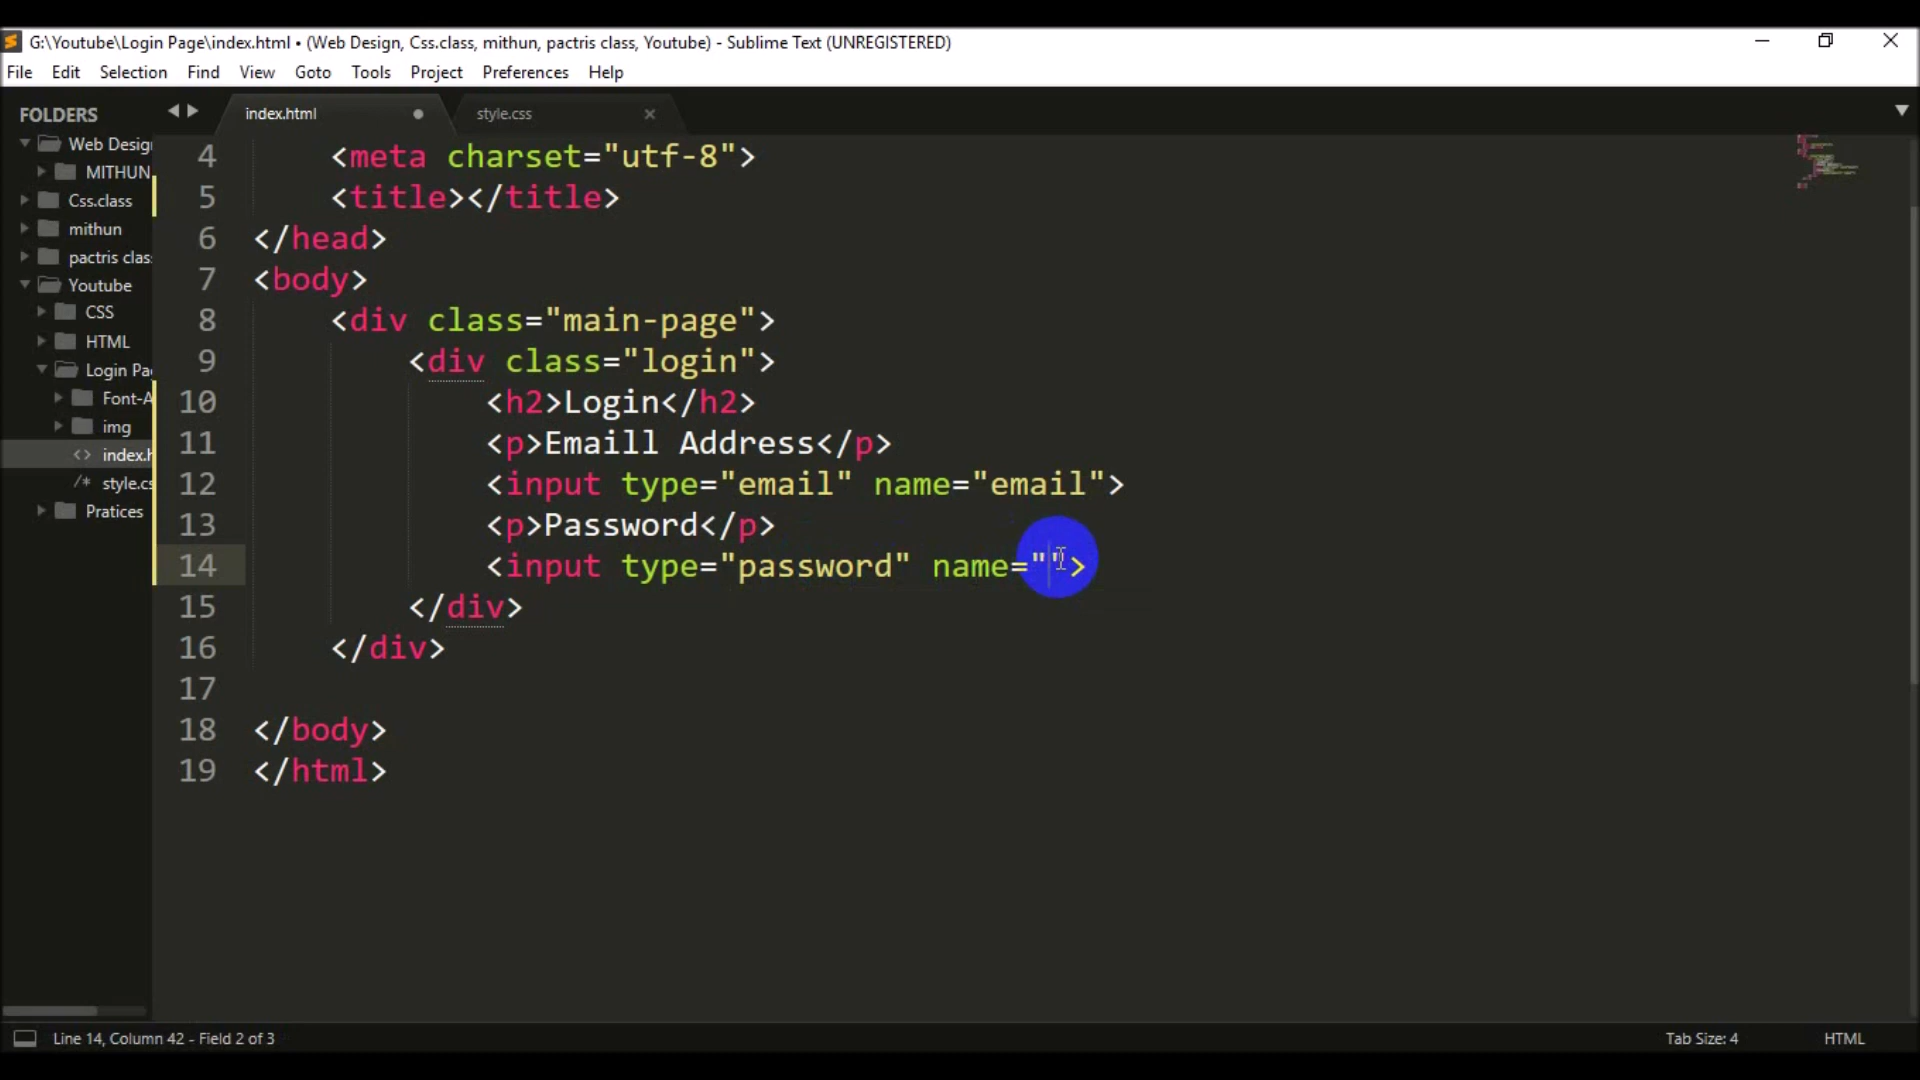 G:\Youtube\Login Page\index.html • (Web Design, Css.class, mithun, pactris class, Youtube) - Sublime Text (UNREGISTERED)
File Edit Selection Find View Goto Tools Project Preferences Help
FOLDERS
Web Design
MITHUN
Css.class
mithun
pactris clas
Youtube
CSS
HTML
Login Pa
Font-A
img
index.h
style.cs
Pratices
index.html
style.css
4 <meta charset="utf-8">
5 <title></title>
6 </head>
7 <body>
8 <div class="main-page">
9 <div class="login">
10 <h2>Login</h2>
11 <p>Emaill Address</p>
12 <input type="email" name="email">
13 <p>Password</p>
14 <input type="password" name="">
15 </div>
16 </div>
17
18 </body>
19 </html>
Line 14, Column 42 - Field 2 of 3
Tab Size: 4
HTML